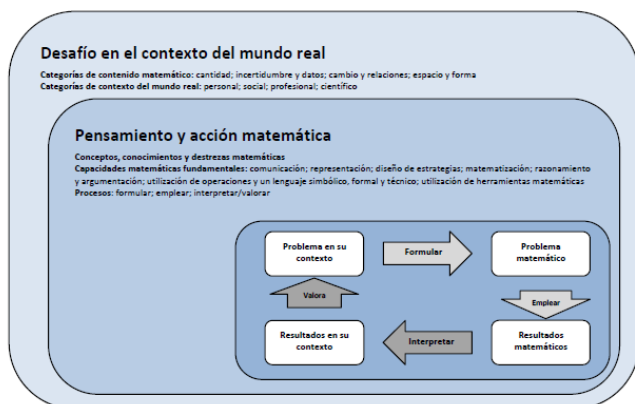 Desafío en el contexto del mundo real
Categorías de contenido matemático: cantidad; incertidumbre y datos; cambio y relaciones; espacio y forma
Categorías de contexto del mundo real: personal; social; profesional; científico
Pensamiento y acción matemática
Conceptos, conocimientos y destrezas matemáticas
Capacidades matemáticas fundamentales: comunicación; representación; diseño de estrategias; matematización; razonamiento
y argumentación; utilización de operaciones y un lenguaje simbólico, formal y técnico; utilización de herramientas matemáticas
Procesos: formular; emplear; interpretar/valorar
Problema en su
contexto
Formular
Problema
matemático
Valora
Emplear
Resultados en su
contexto
Interpretar
Resultados
matemáticos